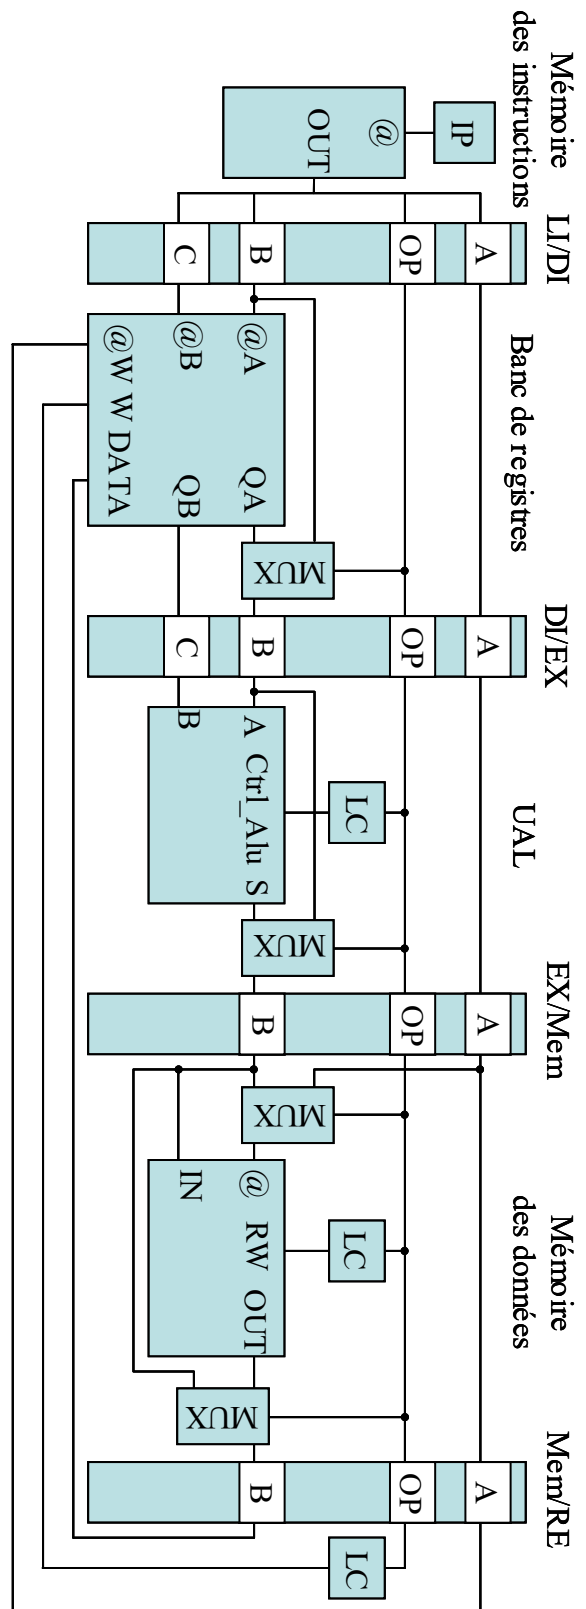 Mémoire
des instructions
LI/DI
Banc de registres
DI/EX
UAL
EX/Mem
Mémoire
des données
Mem/RE
IP
@
OUT
A
OP
B
C
@A
@B
@W W DATA
QA
QB
MUX
A
OP
B
C
LC
A Ctrl_Alu S
B
MUX
A
OP
B
MUX
LC
@ RW OUT
IN
MUX
A
OP
B
LC